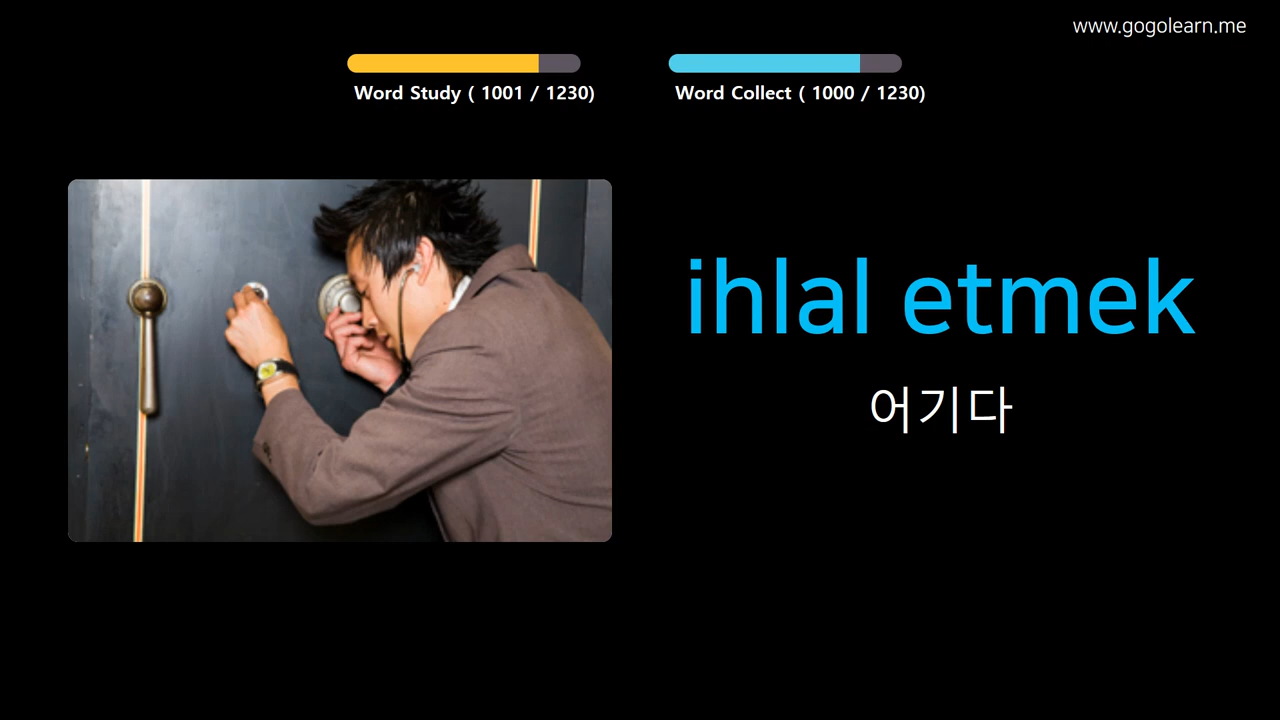 www.gogolearn.me
Word Study ( 1001 / 1230)
Word Collect ( 1000 / 1230)
ihlal etmek
어기다